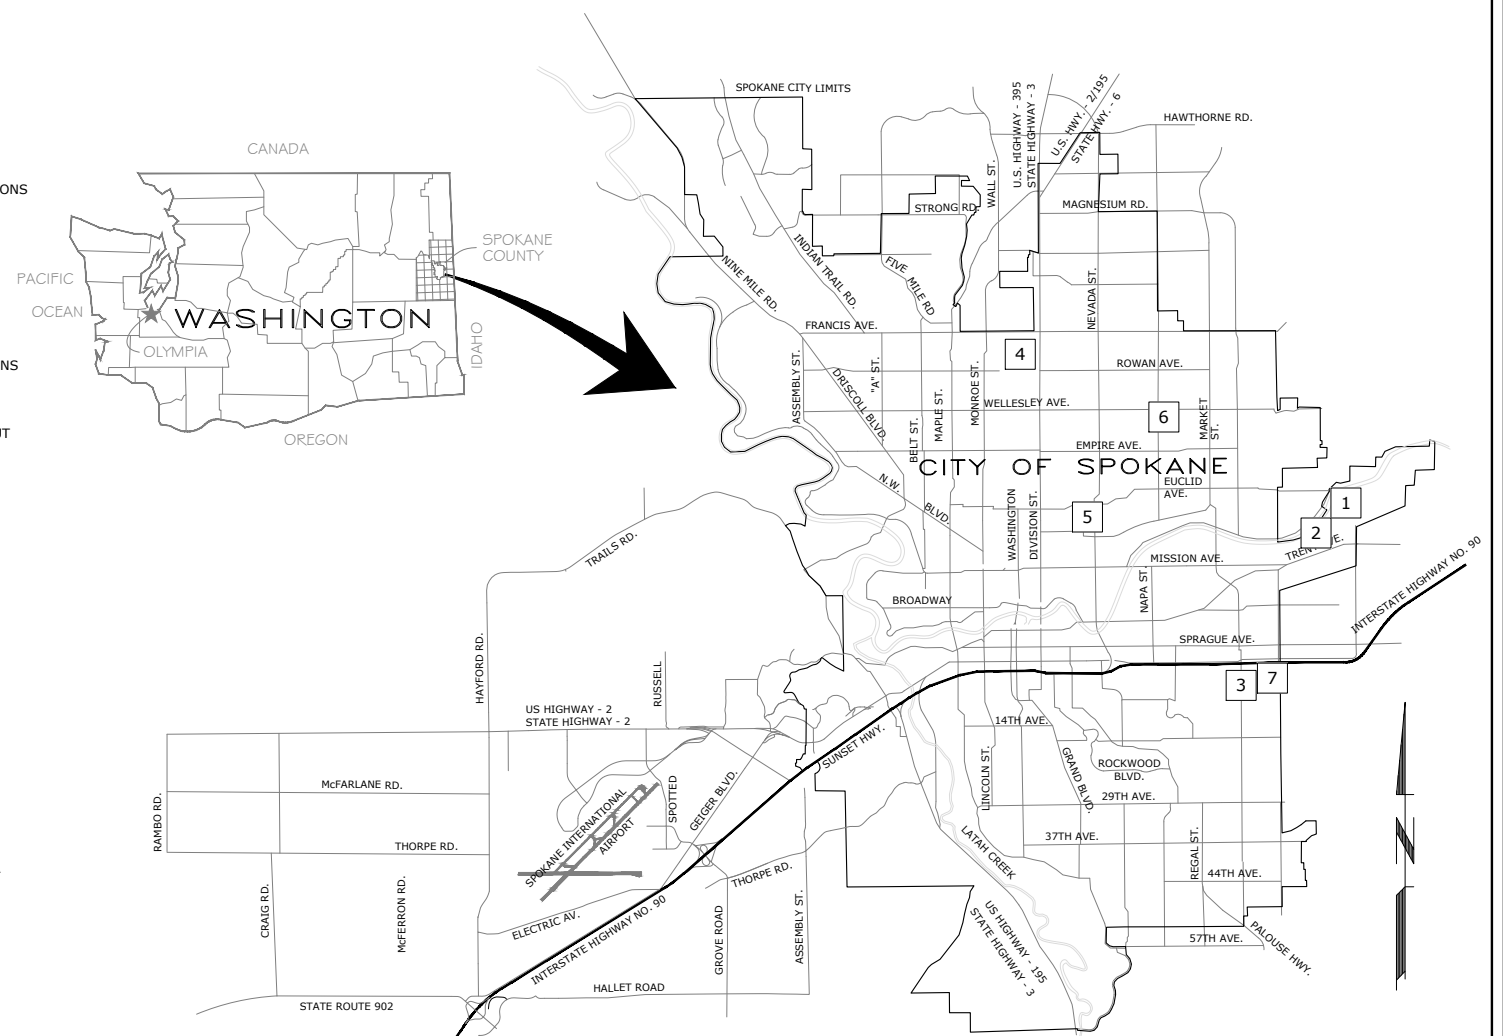 ONS
NS
UT
CANADA
PACIFIC
OCEAN
SPOKANE
COUNTY
WASHINGTON
OLYMPIA
IDAHO
OREGON
SPOKANE CITY LIMITS
U.S. HIGHWAY - 395
STATE HIGHWAY - 3
U.S. HWY. - 2/195
STATE HWY. - 6
HAWTHORNE RD.
WALL ST.
STRONG RD.
MAGNESIUM RD.
NINE MILE RD.
INDIAN TRAIL RD.
FIVE MILE RD
NEVADA ST.
FRANCIS AVE.
4
ROWAN AVE.
ASSEMBLY ST.
"A" ST.
DRISCOLL BLVD.
BELT ST.
MAPLE ST.
MONROE ST.
WELLESLEY AVE.
6
MARKET
ST.
EMPIRE AVE.
CITY OF SPOKANE
N.W. BLVD.
EUCLID
AVE.
WASHINGTON
DIVISION ST.
5
1
2
TRENT AVE.
MISSION AVE.
INTERSTATE HIGHWAY NO. 90
TRAILS RD.
NAPA ST.
BROADWAY
SPRAGUE AVE.
HAYFORD RD.
RUSSELL
3
7
US HIGHWAY - 2
STATE HIGHWAY - 2
14TH AVE.
SUNSET HWY.
LINCOLN ST.
GRAND BLVD.
ROCKWOOD
BLVD.
29TH AVE.
McFARLANE RD.
RAMBO RD.
SPOKANE INTERNATIONAL
AIRPORT
SPOTTED
GEIGER BLVD.
THORPE RD.
37TH AVE.
REGAL ST.
LATAH CREEK
44TH AVE.
THORPE RD.
CRAIG RD.
McFERRON RD.
ELECTRIC AV.
INTERSTATE HIGHWAY NO. 90
GROVE ROAD
ASSEMBLY ST.
US HIGHWAY - 195
STATE HIGHWAY - 3
57TH AVE.
PALOUSE HWY.
HALLET ROAD
STATE ROUTE 902
N